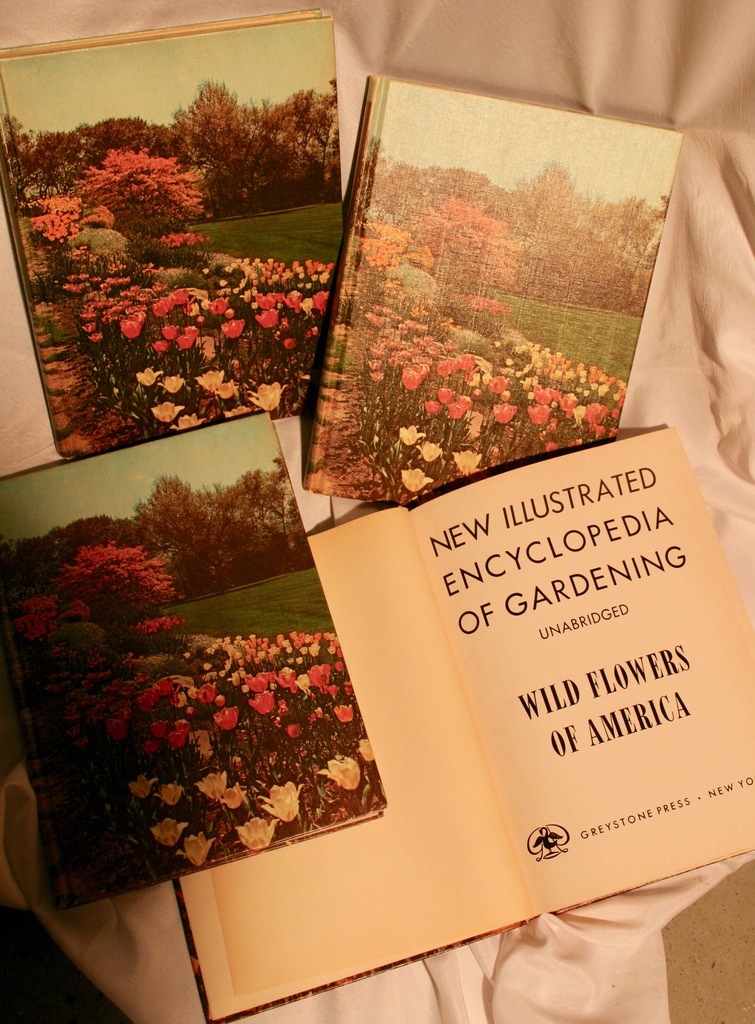 NEW ILLUSTRATED
ENCYCLOPEDIA
OF GARDENING
UNABRIDGED
WILD FLOWERS
OF AMERICA
GREYSTONE PRESS • NEW YO